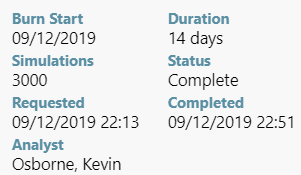 Burn Start Duration
09/12/2019 14 days
Simulations Status
3000 Complete
Requested Completed
09/12/2019 22:13 09/12/2019 22:51
Analyst
Osborne, Kevin